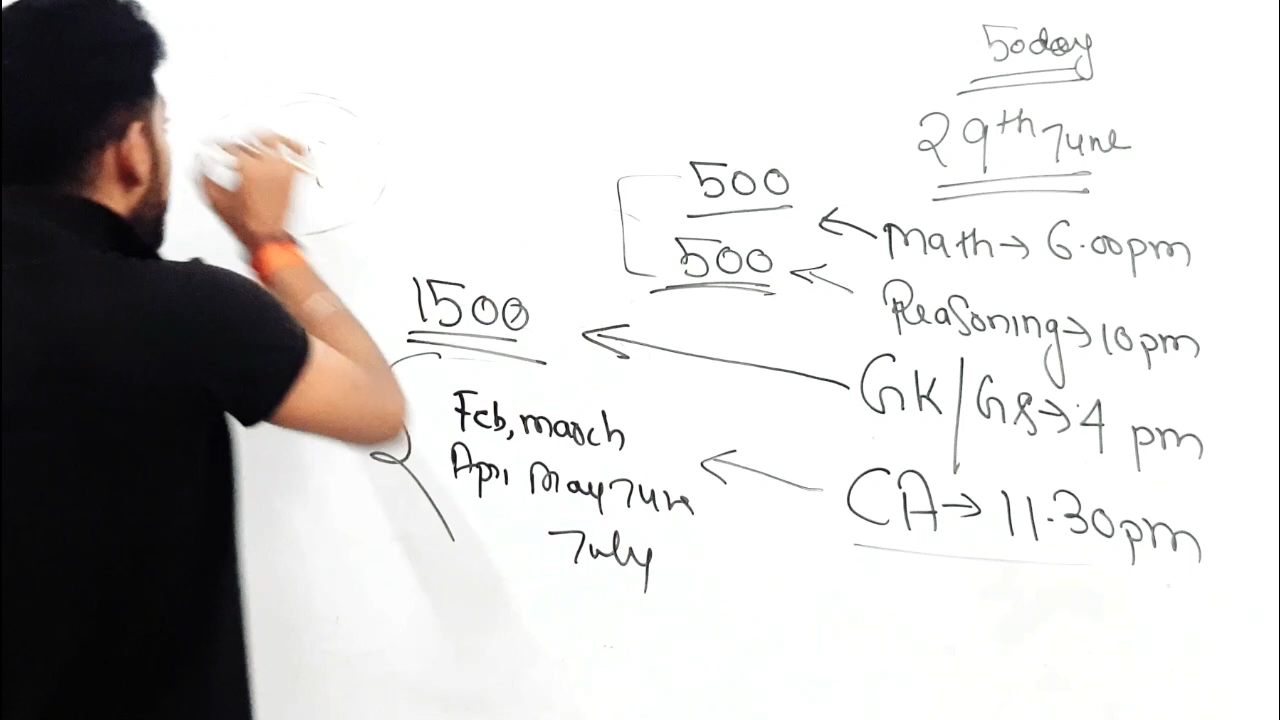 50day
29th June
500
500
1500
math → 6.00pm
Reasoning → 10pm
GK/GS → 4 pm
CA → 11.30pm
Feb, march
Apri May June
July